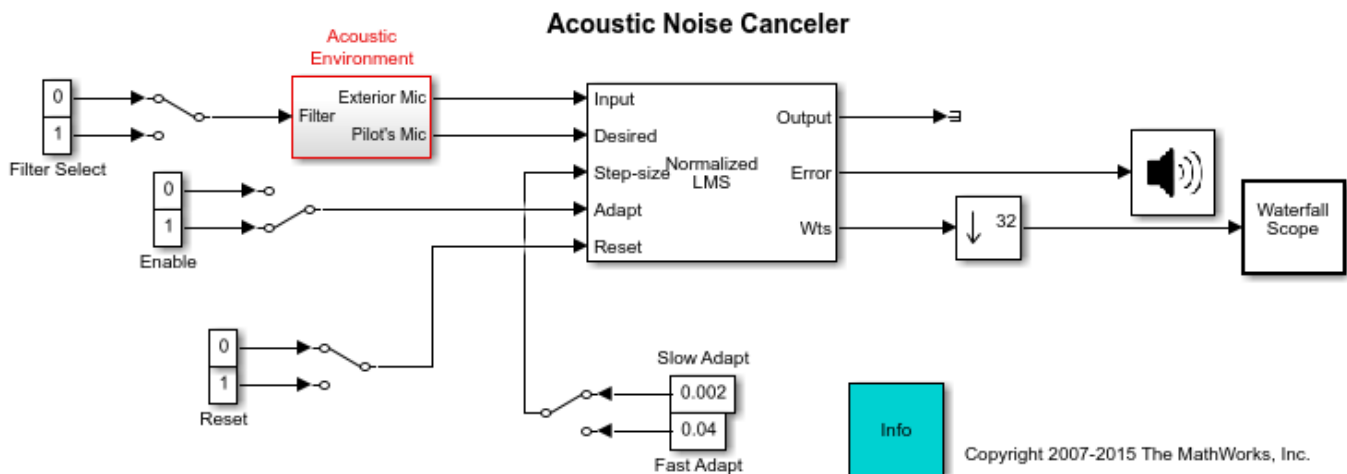 Acoustic Noise Canceler
Acoustic
Environment
0
1
Filter Select
Filter
Exterior Mic
Pilot's Mic
0
1
Enable
0
1
Reset
Input
Desired
Step-size
Adapt
Reset
Normalized
LMS
Output
Error
Wts
32
Waterfall
Scope
Slow Adapt
0.002
0.04
Fast Adapt
Info
Copyright 2007-2015 The MathWorks, Inc.